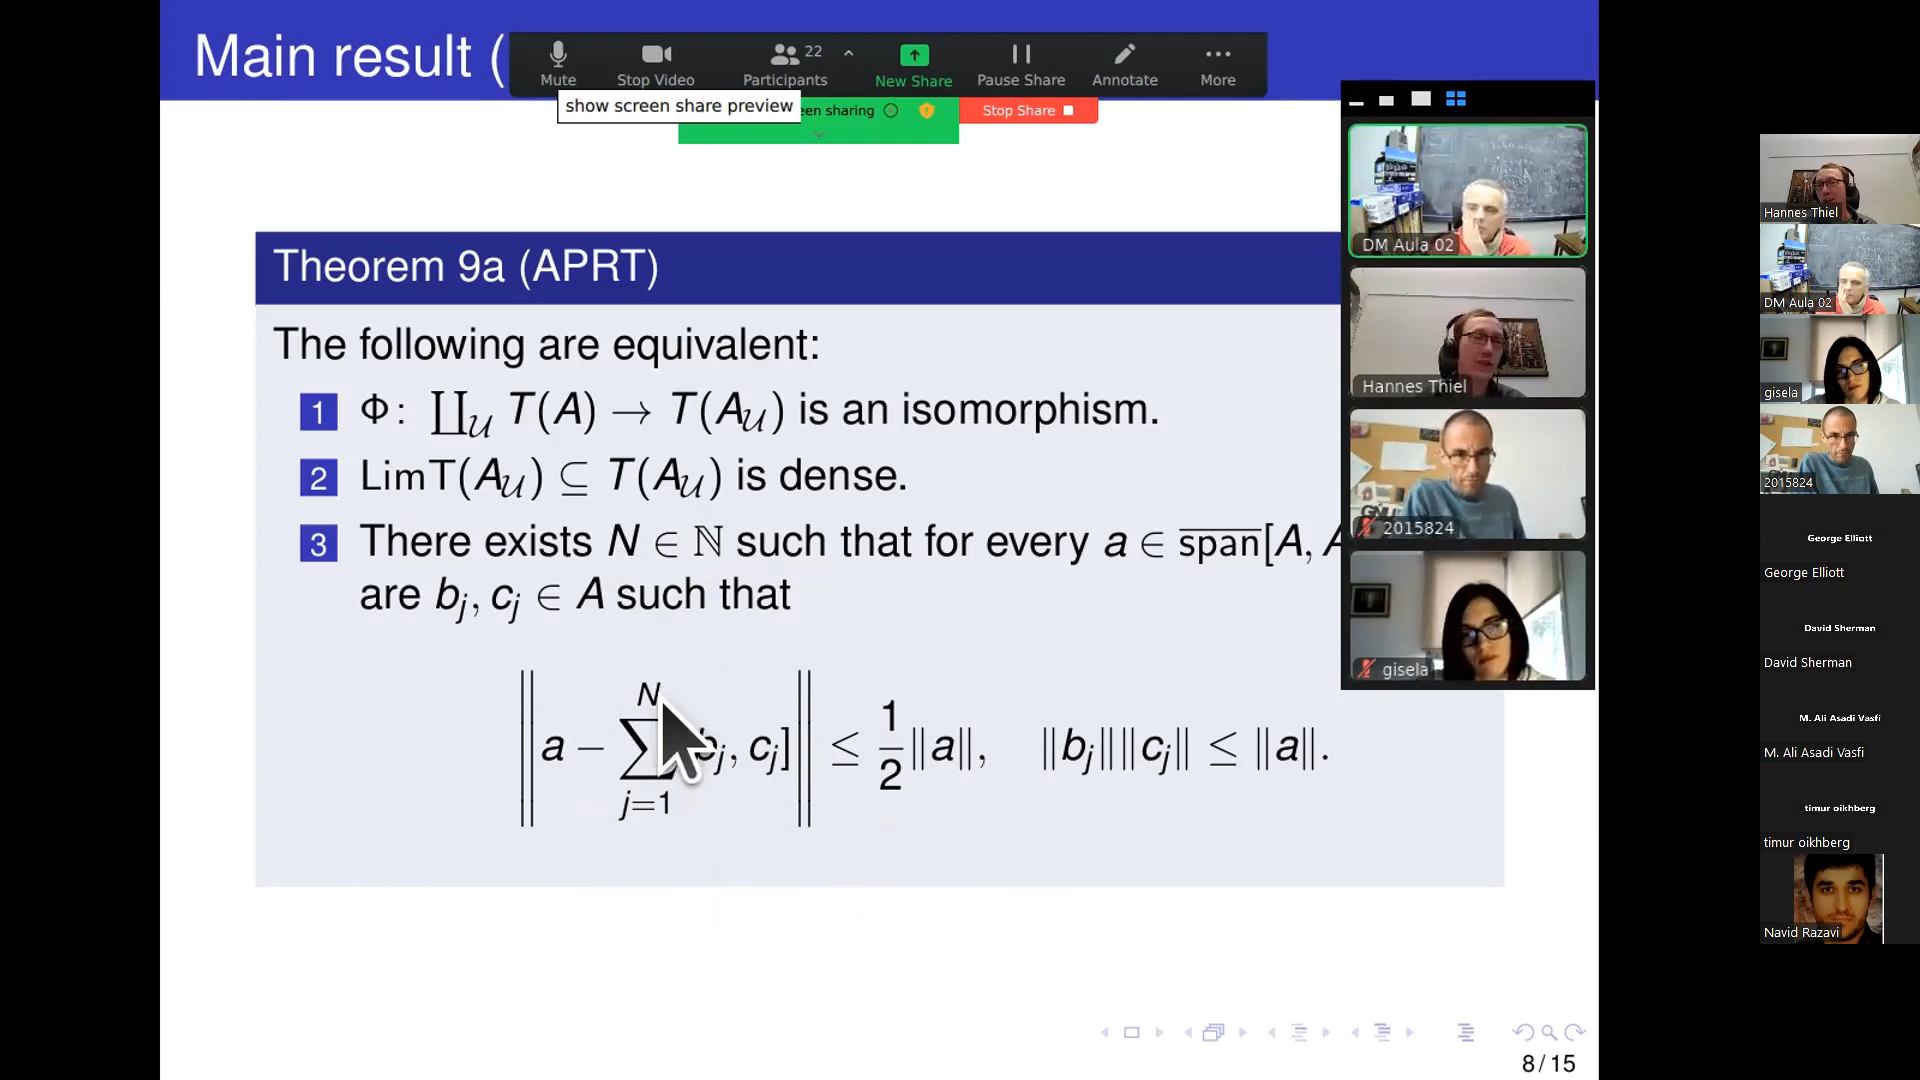 Main result (
Mute
Stop Video
Participants
22
New Share
Pause Share
Annotate
More
show screen share preview
een sharing
Stop Share
Theorem 9a (APRT)
The following are equivalent:
1 Φ: ∐_𝒰 T(A) → T(A_𝒰) is an isomorphism.
2 LimT(A_𝒰) ⊆ T(A_𝒰) is dense.
3 There exists N ∈ ℕ such that for every a ∈ \overline{span}[A, A
are b_j, c_j ∈ A such that
‖a − ∑_{j=1}^{N} b_j, c_j]‖ ≤ 1/2 ‖a‖, ‖b_j‖‖c_j‖ ≤ ‖a‖.
8/15
DM Aula 02
Hannes Thiel
2015824
gisela
Hannes Thiel
DM Aula 02
gisela
2015824
George Elliott
George Elliott
David Sherman
David Sherman
M. Ali Asadi Vasfi
M. Ali Asadi Vasfi
timur oikhberg
timur oikhberg
Navid Razavi